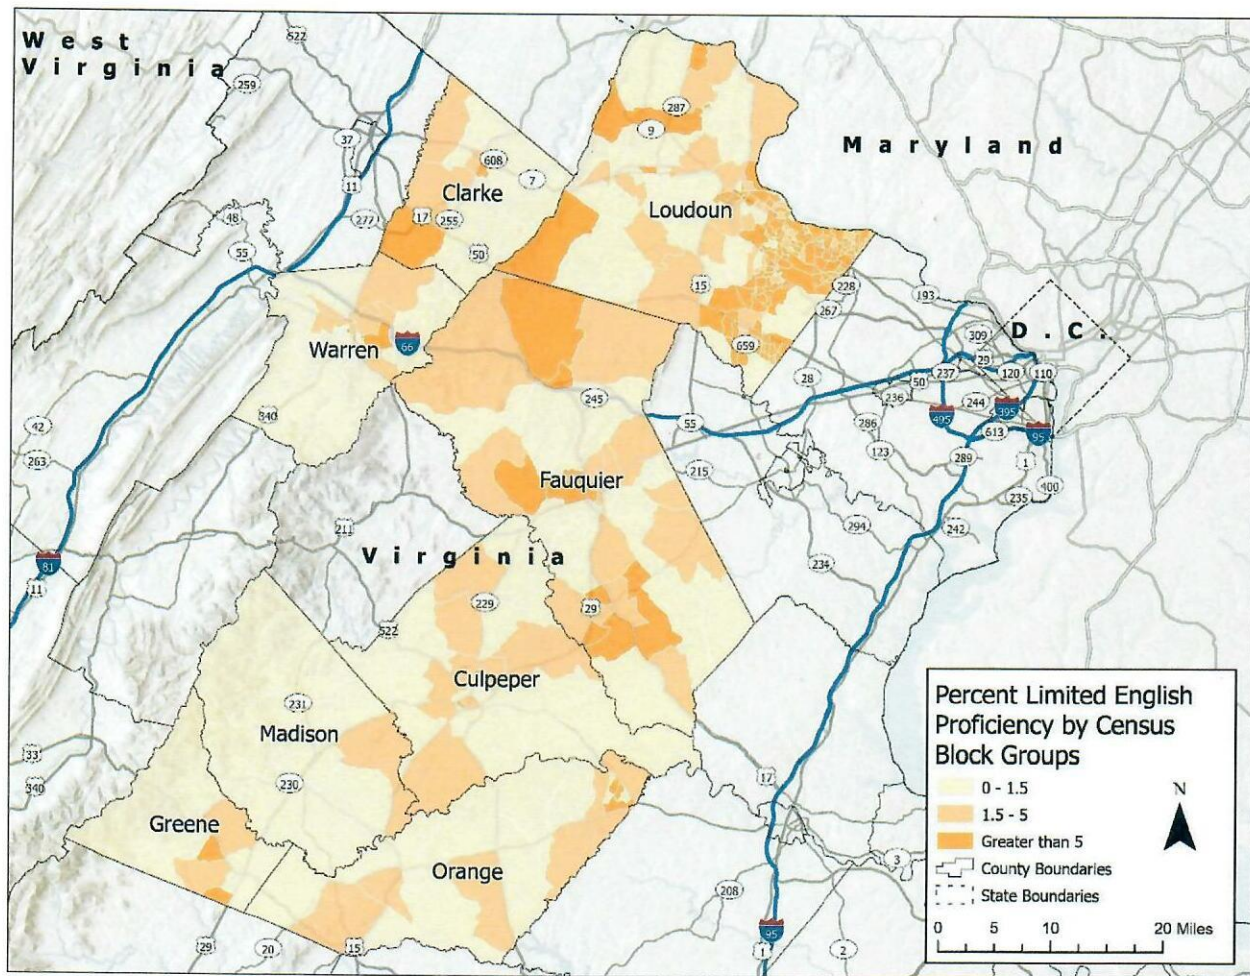 West
Virginia
522
259
37
11
277
48
55
608
7
Clarke
17
255
50
287
9
Loudoun
Maryland
15
228
267
659
193
D.C.
309
29
237
120
110
50
28
236
244
495
395
613
95
286
123
289
1
400
235
242
294
234
215
55
Warren
66
340
245
Fauquier
42
263
211
Virginia
81
11
229
29
522
Culpeper
231
Madison
230
33
340
Greene
Orange
17
3
208
29
20
15
95
1
2
Percent Limited English
Proficiency by Census
Block Groups
0 - 1.5
1.5 - 5
Greater than 5
County Boundaries
State Boundaries
N
0 5 10 20 Miles